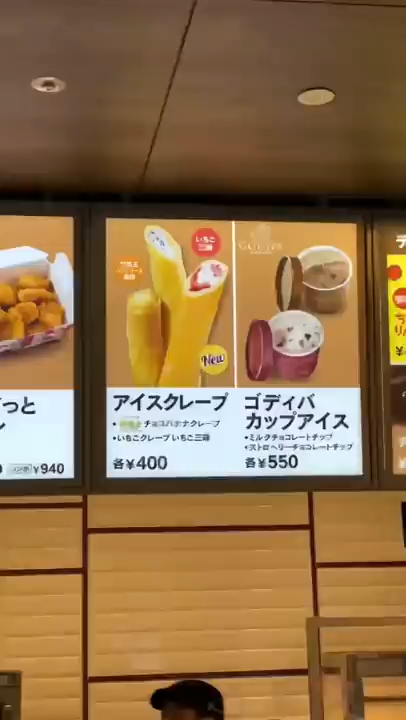 いちご
三昧
GODIVA
New
アイスクレープ
チョコバナナクレープ
•いちごクレープ いちご三昧
各¥400
ゴディバ
カップアイス
•ミルクチョコレートチップ
•ストロベリーチョコレートチップ
各¥550
っと
¥940